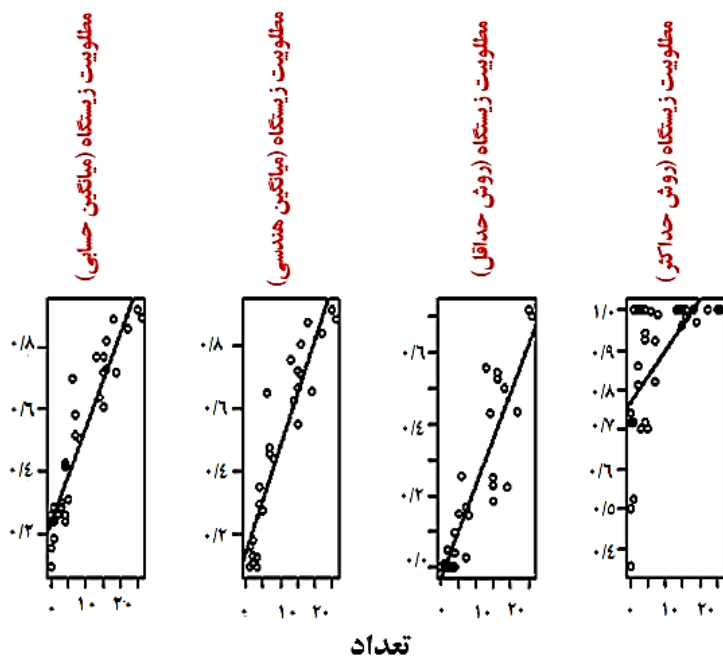 مطلوبیت زیستگاه (میانگین حسابی)
مطلوبیت زیستگاه (میانگین هندسی)
مطلوبیت زیستگاه (روش حداقل)
مطلوبیت زیستگاه (روش حداکثر)
۰/۸
۰/۶
۰/۴
۰/۲
۰ ۱۰ ۲۰
۰/۸
۰/۶
۰/۴
۰/۲
۰ ۱۰ ۲۰
۰/۶
۰/۴
۰/۲
۰/۰
۰ ۱۰ ۲۰
۱/۰
۰/۹
۰/۸
۰/۷
۰/۶
۰/۵
۰/۴
۰ ۱۰ ۲۰
تعداد